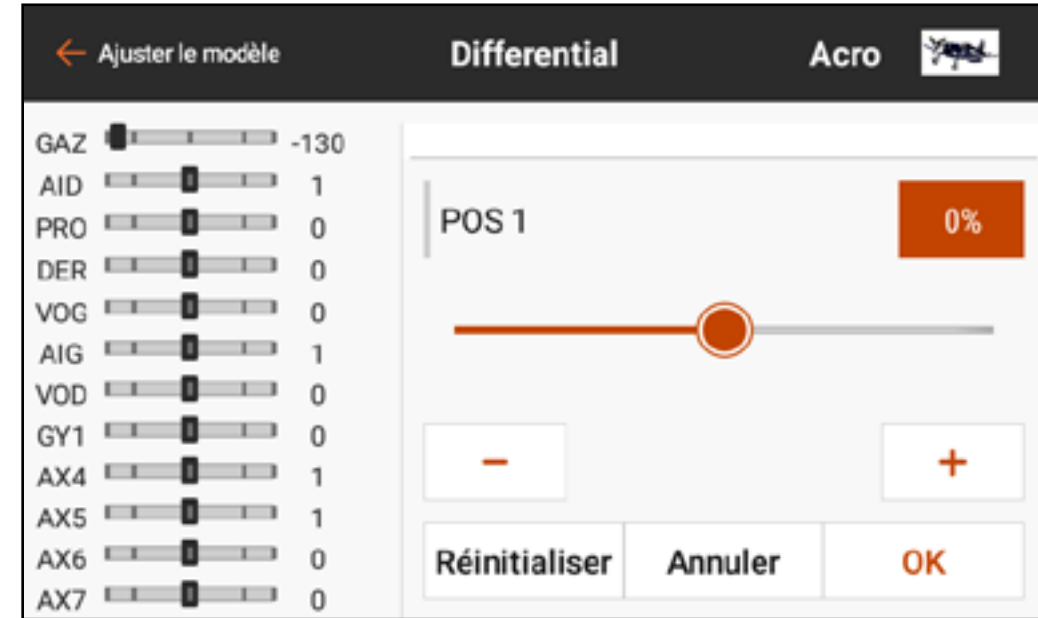 ← Ajuster le modèle Differential Acro
GAZ -130
AID 1
PRO 0
DER 0
VOG 0
AIG 1
VOD 0
GY1 0
AX4 1
AX5 1
AX6 0
AX7 0
POS 1 0%
− +
Réinitialiser Annuler OK